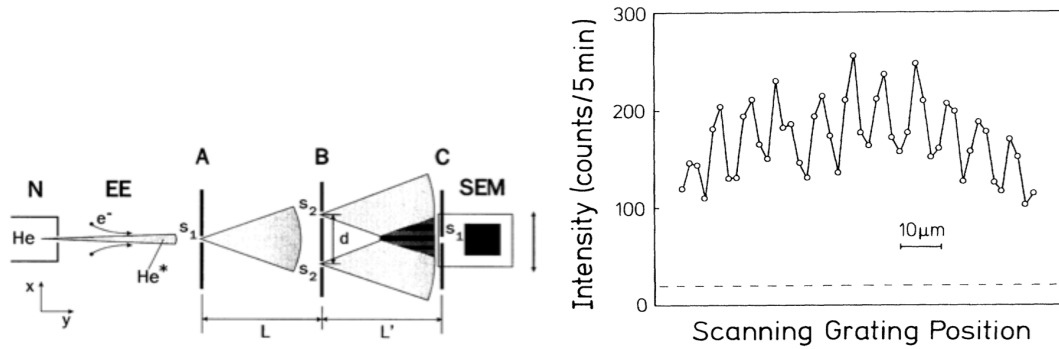 A B C
N EE SEM
He e⁻ s₁ s₂ d s₁
s₂
He*
x
y
L L'
300
200
100
0
Intensity (counts/5min)
10µm
Scanning Grating Position